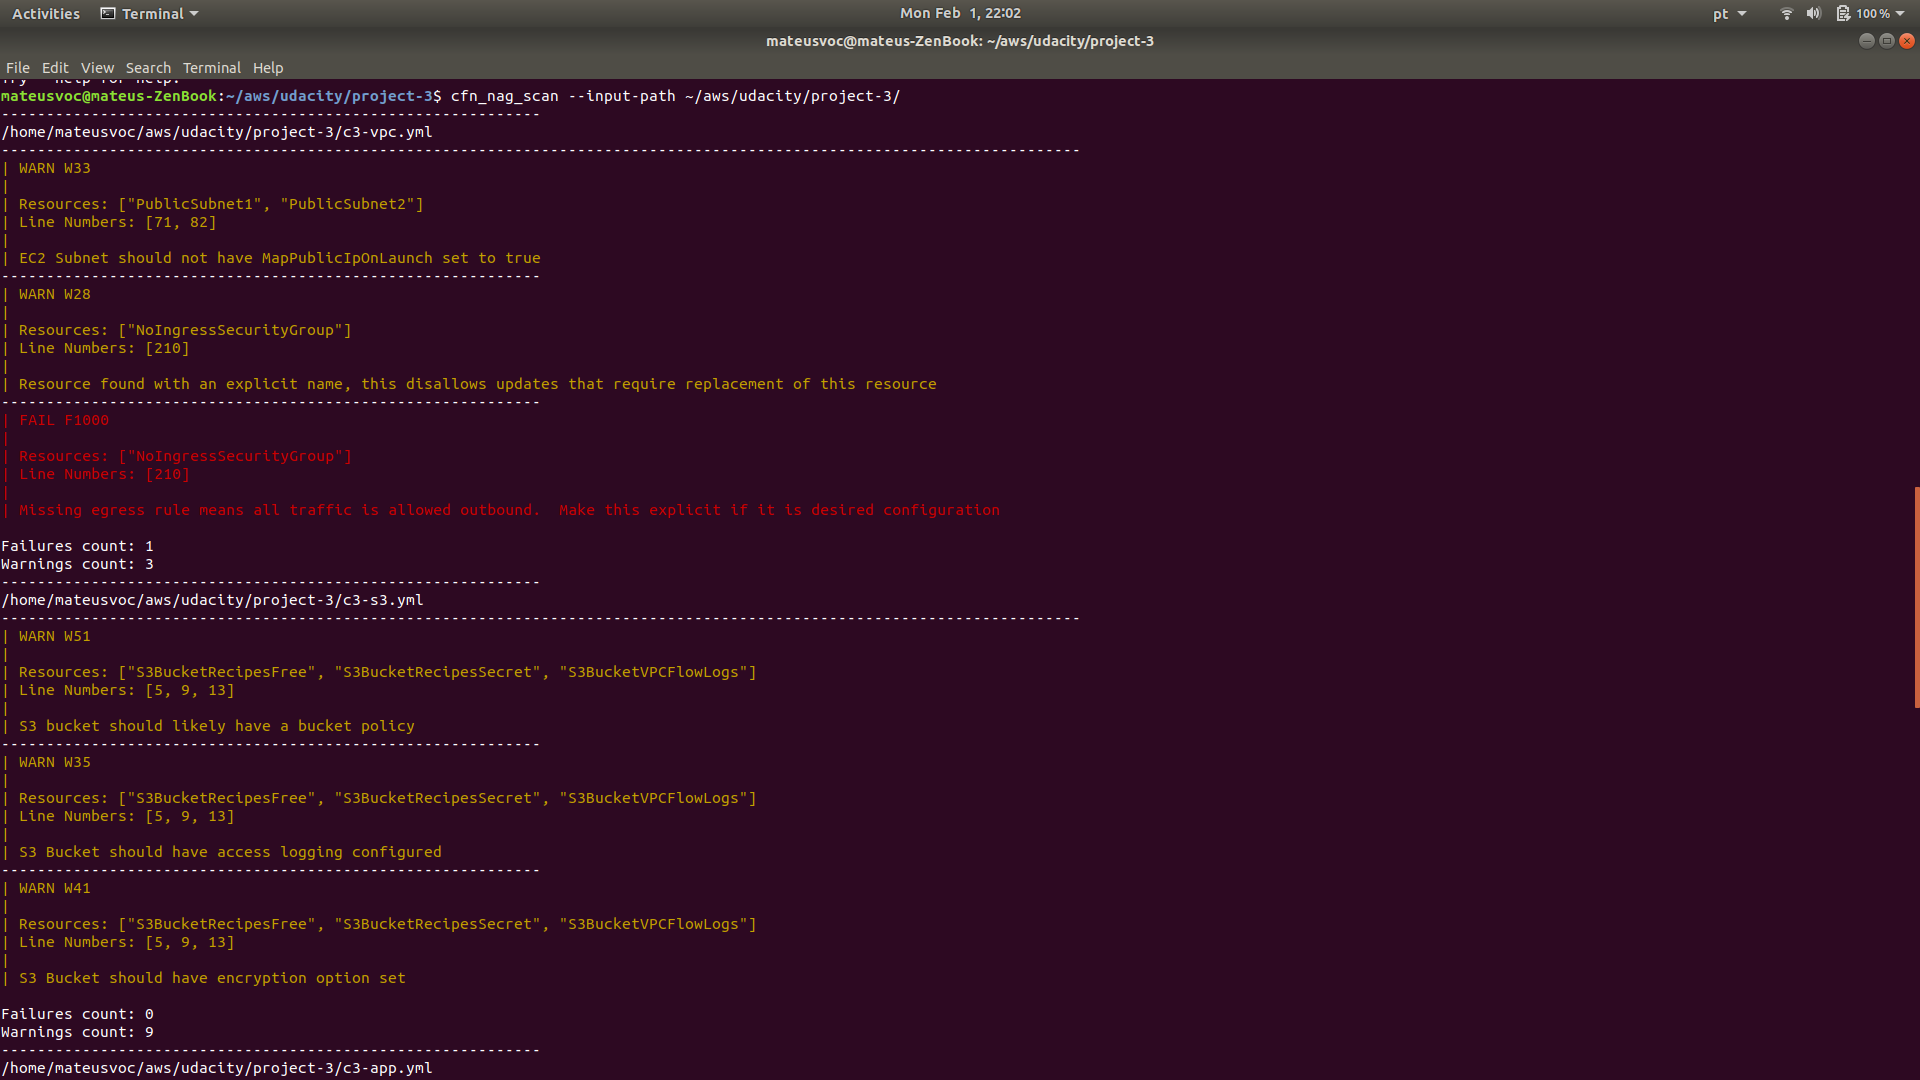 Activities Terminal Mon Feb 1, 22:02 pt 100 %
mateusvoc@mateus-ZenBook: ~/aws/udacity/project-3
File Edit View Search Terminal Help
mateusvoc@mateus-ZenBook:~/aws/udacity/project-3$ cfn_nag_scan --input-path ~/aws/udacity/project-3/
------------------------------------------------------------
/home/mateusvoc/aws/udacity/project-3/c3-vpc.yml
------------------------------------------------------------------------------------------------------------------------
| WARN W33
|
| Resources: ["PublicSubnet1", "PublicSubnet2"]
| Line Numbers: [71, 82]
|
| EC2 Subnet should not have MapPublicIpOnLaunch set to true
------------------------------------------------------------
| WARN W28
|
| Resources: ["NoIngressSecurityGroup"]
| Line Numbers: [210]
|
| Resource found with an explicit name, this disallows updates that require replacement of this resource
------------------------------------------------------------
| FAIL F1000
|
| Resources: ["NoIngressSecurityGroup"]
| Line Numbers: [210]
|
| Missing egress rule means all traffic is allowed outbound.  Make this explicit if it is desired configuration
Failures count: 1
Warnings count: 3
------------------------------------------------------------
/home/mateusvoc/aws/udacity/project-3/c3-s3.yml
------------------------------------------------------------------------------------------------------------------------
| WARN W51
|
| Resources: ["S3BucketRecipesFree", "S3BucketRecipesSecret", "S3BucketVPCFlowLogs"]
| Line Numbers: [5, 9, 13]
|
| S3 bucket should likely have a bucket policy
------------------------------------------------------------
| WARN W35
|
| Resources: ["S3BucketRecipesFree", "S3BucketRecipesSecret", "S3BucketVPCFlowLogs"]
| Line Numbers: [5, 9, 13]
|
| S3 Bucket should have access logging configured
------------------------------------------------------------
| WARN W41
|
| Resources: ["S3BucketRecipesFree", "S3BucketRecipesSecret", "S3BucketVPCFlowLogs"]
| Line Numbers: [5, 9, 13]
|
| S3 Bucket should have encryption option set
Failures count: 0
Warnings count: 9
------------------------------------------------------------
/home/mateusvoc/aws/udacity/project-3/c3-app.yml